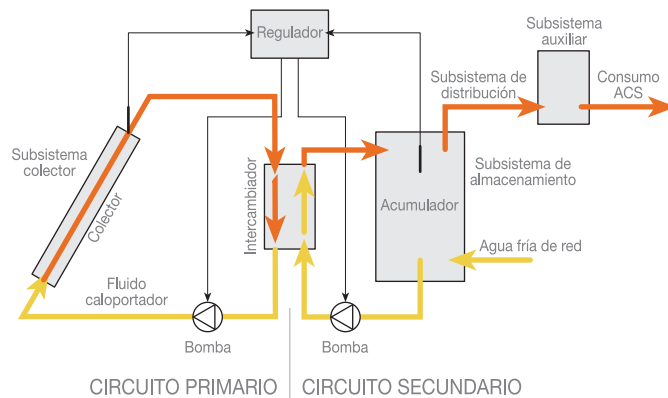 Subsistema
auxiliar
Regulador
Subsistema de
distribución
Consumo
ACS
Subsistema
colector
Colector
Intercambiador
Acumulador
Subsistema de
almacenamiento
Agua fría de red
Fluido
caloportador
Bomba
Bomba
CIRCUITO PRIMARIO
CIRCUITO SECUNDARIO